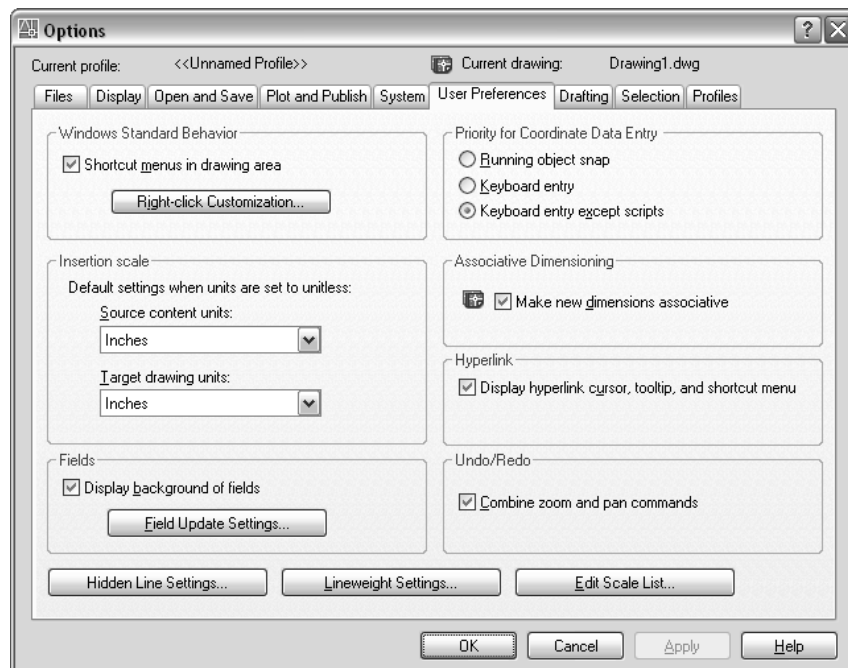 Options
Current profile: <<Unnamed Profile>> Current drawing: Drawing1.dwg
Files Display Open and Save Plot and Publish System User Preferences Drafting Selection Profiles
Windows Standard Behavior
Shortcut menus in drawing area
Right-click Customization...
Insertion scale
Default settings when units are set to unitless:
Source content units:
Inches
Target drawing units:
Inches
Fields
Display background of fields
Field Update Settings...
Priority for Coordinate Data Entry
Running object snap
Keyboard entry
Keyboard entry except scripts
Associative Dimensioning
Make new dimensions associative
Hyperlink
Display hyperlink cursor, tooltip, and shortcut menu
Undo/Redo
Combine zoom and pan commands
Hidden Line Settings... Lineweight Settings... Edit Scale List...
OK Cancel Apply Help